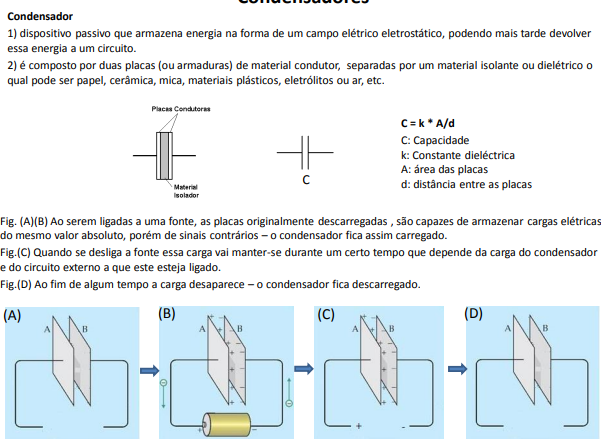 Condensadores
Condensador
1) dispositivo passivo que armazena energia na forma de um campo elétrico eletrostático, podendo mais tarde devolver
essa energia a um circuito.
2) é composto por duas placas (ou armaduras) de material condutor, separadas por um material isolante ou dielétrico o
qual pode ser papel, cerâmica, mica, materiais plásticos, eletrólitos ou ar, etc.
Placas Condutoras
Material
Isolador
C
C = k * A/d
C: Capacidade
k: Constante dieléctrica
A: área das placas
d: distância entre as placas
Fig. (A)(B) Ao serem ligadas a uma fonte, as placas originalmente descarregadas , são capazes de armazenar cargas elétricas
do mesmo valor absoluto, porém de sinais contrários – o condensador fica assim carregado.
Fig.(C) Quando se desliga a fonte essa carga vai manter-se durante um certo tempo que depende da carga do condensador
e do circuito externo a que este esteja ligado.
Fig.(D) Ao fim de algum tempo a carga desaparece – o condensador fica descarregado.
(A)
A B
(B)
A B
+ -
(C)
A B
+ -
(D)
A B